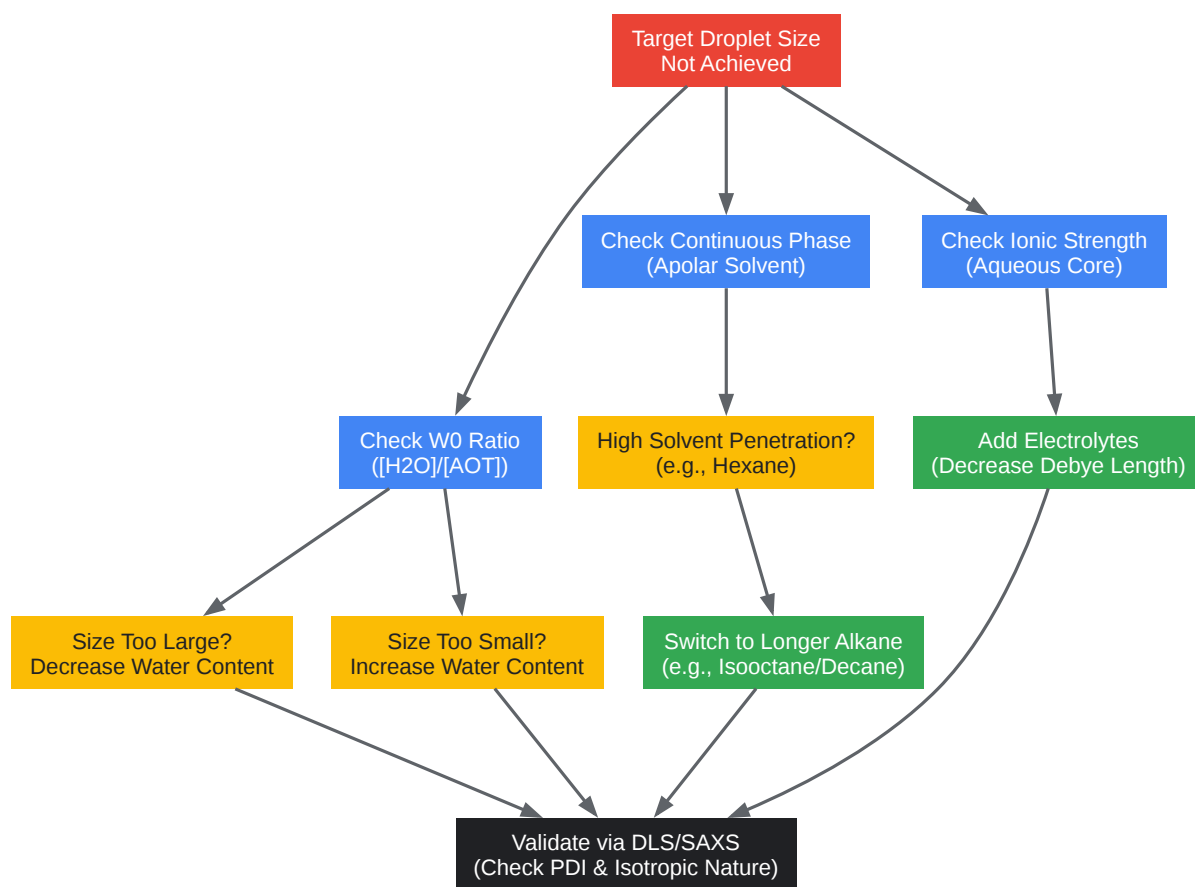 Target Droplet Size
Not Achieved
Check Continuous Phase
(Apolar Solvent)
Check Ionic Strength
(Aqueous Core)
Check W0 Ratio
([H2O]/[AOT])
High Solvent Penetration?
(e.g., Hexane)
Add Electrolytes
(Decrease Debye Length)
Size Too Large?
Decrease Water Content
Size Too Small?
Increase Water Content
Switch to Longer Alkane
(e.g., Isooctane/Decane)
Validate via DLS/SAXS
(Check PDI & Isotropic Nature)